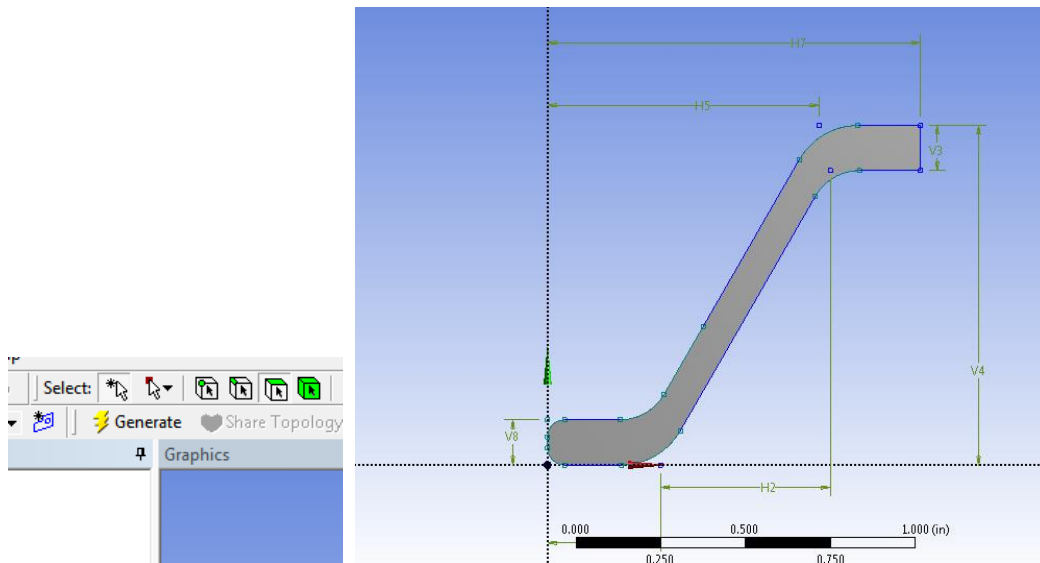 Select:
Generate Share Topology
Graphics
H7
H5
V3
V4
V8
H2
0.000 0.500 1.000 (in)
0.250 0.750